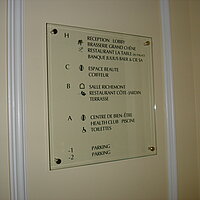 H RECEPTION LOBBY
BRASSERIE GRAND CHÊNE
RESTAURANT LA TABLE
BANQUE JULIUS BAER & CIE SA
C ESPACE BEAUTE
COIFFEUR
B SALLE RICHEMONT
RESTAURANT CÔTÉ JARDIN
TERRASSE
A CENTRE DE BIEN-ÊTRE
HEALTH CLUB PISCINE
TOILETTES
-1 PARKING
-2 PARKING